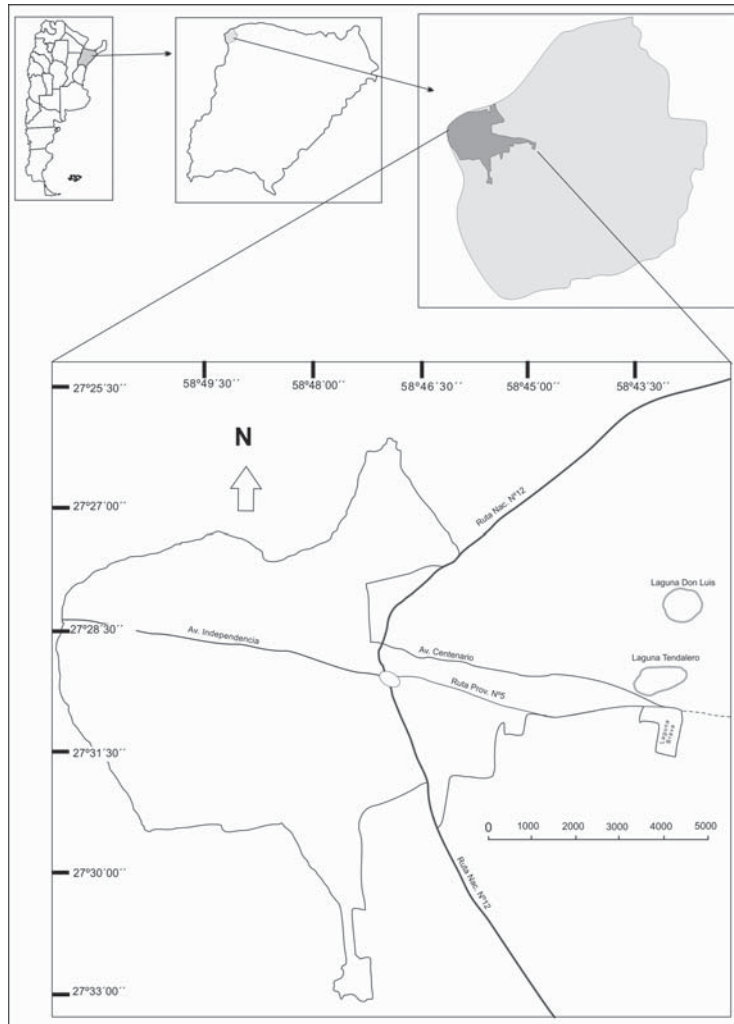 58º49´30´´
58º48´00´´
58º46´30´´
58º45´00´´
58º43´30´´
27º25´30´´
N
27º27´00´´
Ruta Nac. Nº12
Laguna Don Luis
27º28´30´´
Av. Independencia
Av. Centenario
Laguna Tendalero
Ruta Prov. Nº5
Laguna
Brava
27º31´30´´
0 1000 2000 3000 4000 5000
27º30´00´´
Ruta Nac. Nº12
27º33´00´´